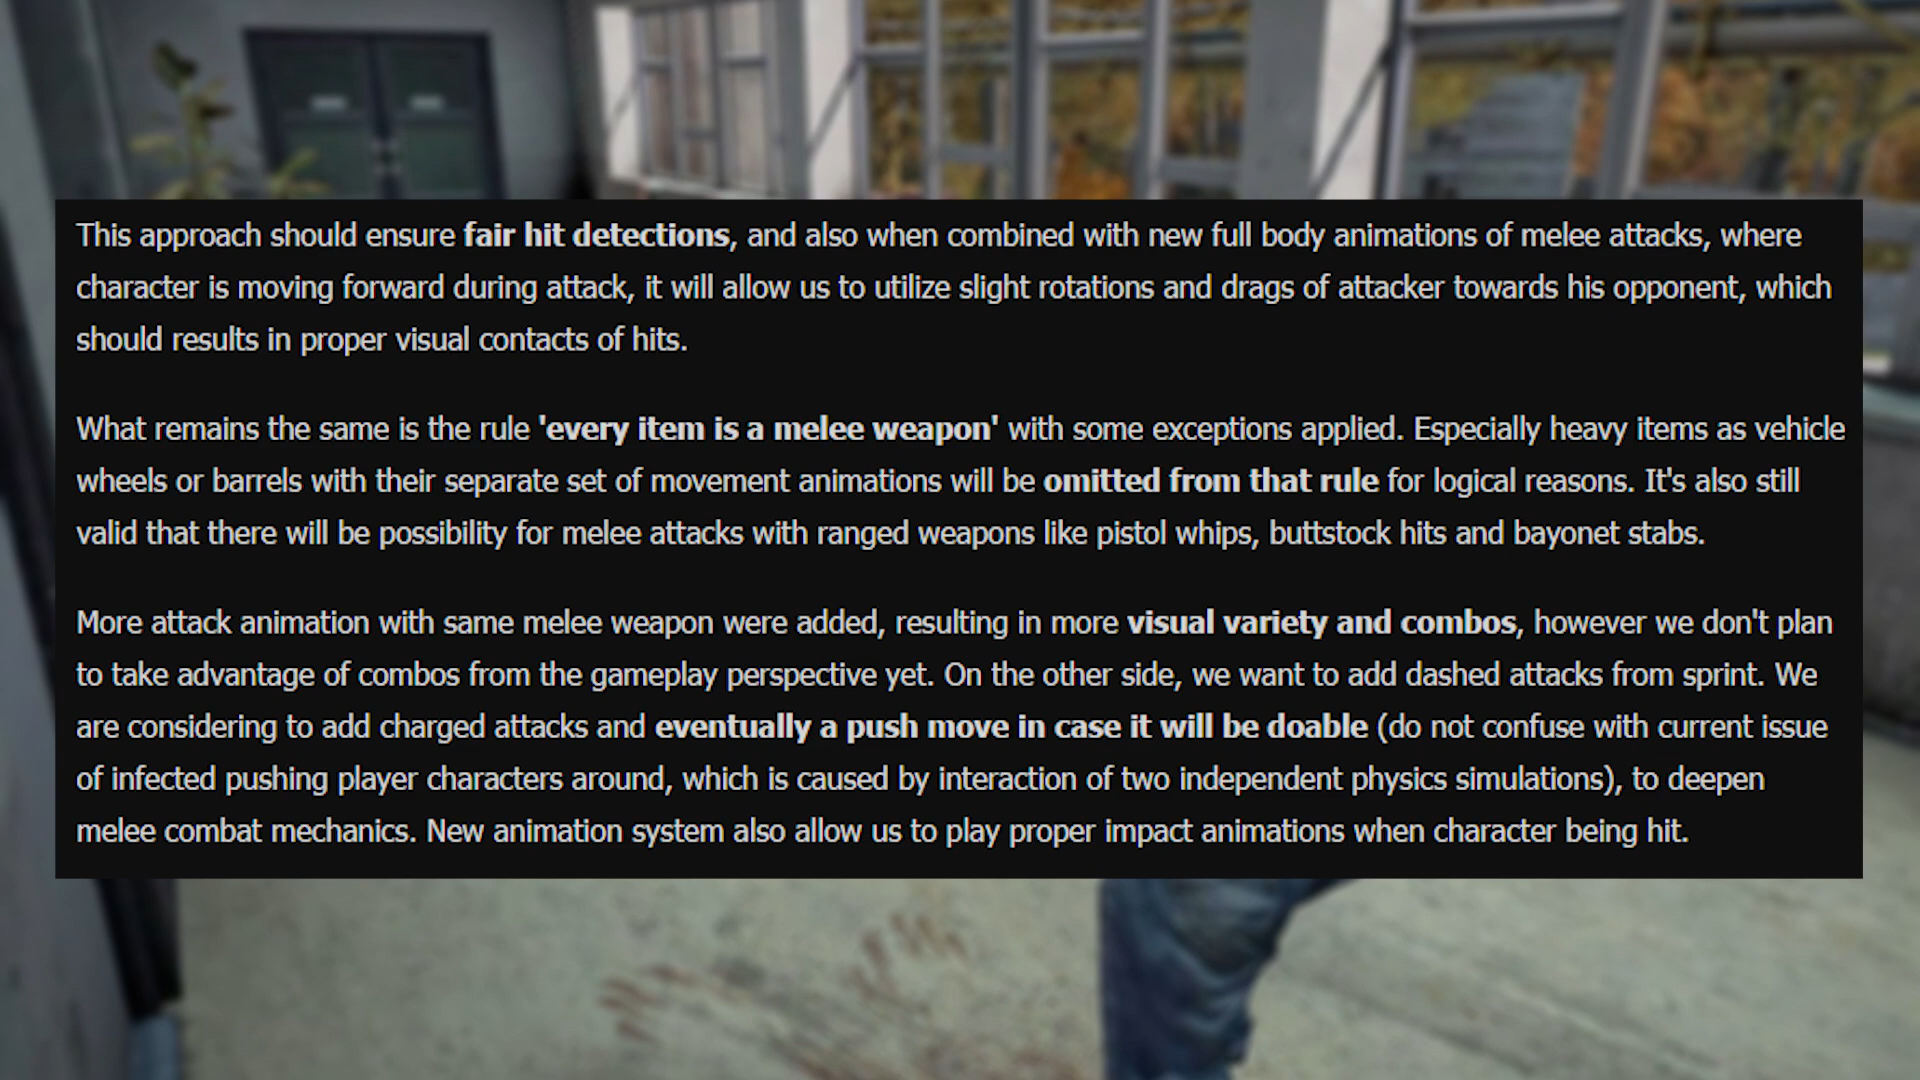 This approach should ensure fair hit detections, and also when combined with new full body animations of melee attacks, where
character is moving forward during attack, it will allow us to utilize slight rotations and drags of attacker towards his opponent, which
should results in proper visual contacts of hits.
What remains the same is the rule 'every item is a melee weapon' with some exceptions applied. Especially heavy items as vehicle
wheels or barrels with their separate set of movement animations will be omitted from that rule for logical reasons. It's also still
valid that there will be possibility for melee attacks with ranged weapons like pistol whips, buttstock hits and bayonet stabs.
More attack animation with same melee weapon were added, resulting in more visual variety and combos, however we don't plan
to take advantage of combos from the gameplay perspective yet. On the other side, we want to add dashed attacks from sprint. We
are considering to add charged attacks and eventually a push move in case it will be doable (do not confuse with current issue
of infected pushing player characters around, which is caused by interaction of two independent physics simulations), to deepen
melee combat mechanics. New animation system also allow us to play proper impact animations when character being hit.